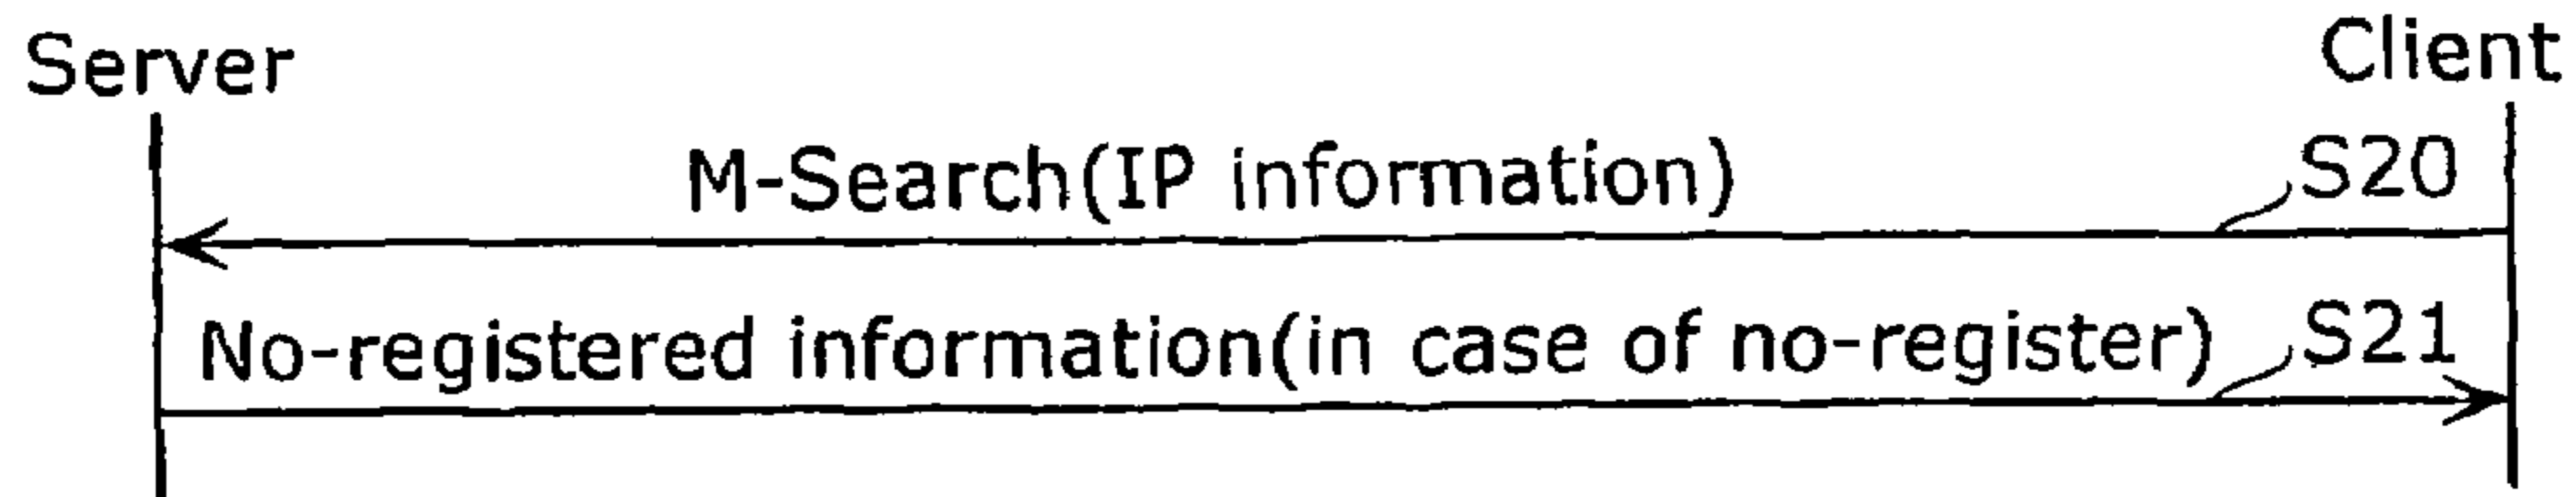 Server
Client
M-Search(IP information)
S20
No-registered information(in case of no-register)
S21